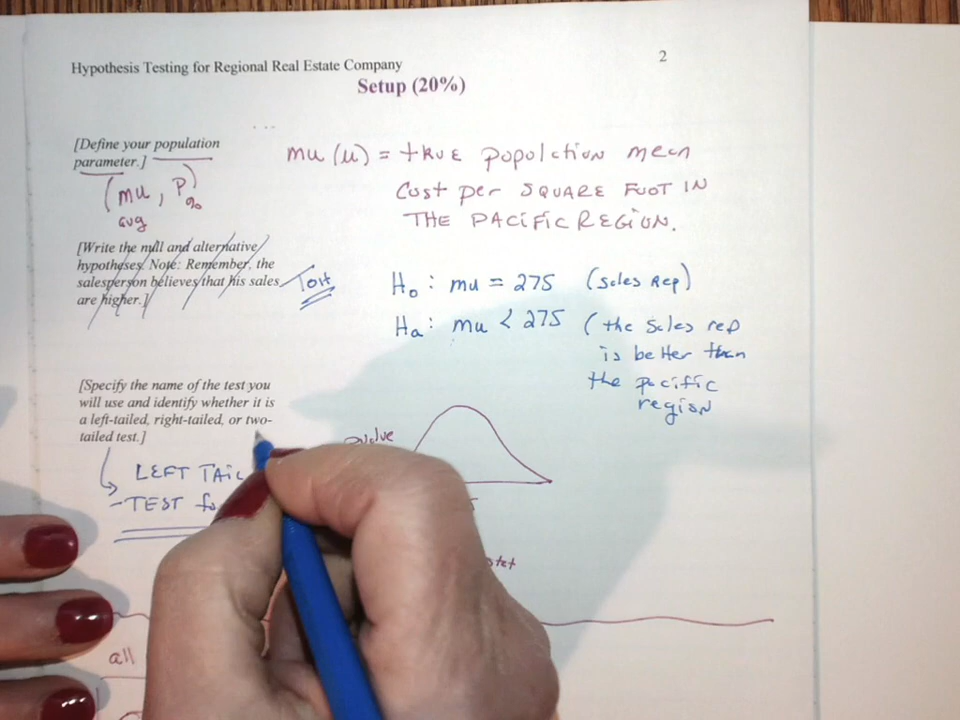 Hypothesis Testing for Regional Real Estate Company
2
Setup (20%)
[Define your population
parameter.]
(mu, P)
avg %
mu (u) = tRUE popolction mecn
Cost per SQUARE FOOT IN
THE PACIFIC REGION.
[Write the null and alternative
hypotheses. Note: Remember, the
salesperson believes that his sales
are higher.]
Ho: mu = 275 (sales Rep)
Ha: mu < 275 (the sales rep
is better than
the pacific
region
[Specify the name of the test you
will use and identify whether it is
a left-tailed, right-tailed, or two-
tailed test.]
LEFT TAIL
-TEST
all